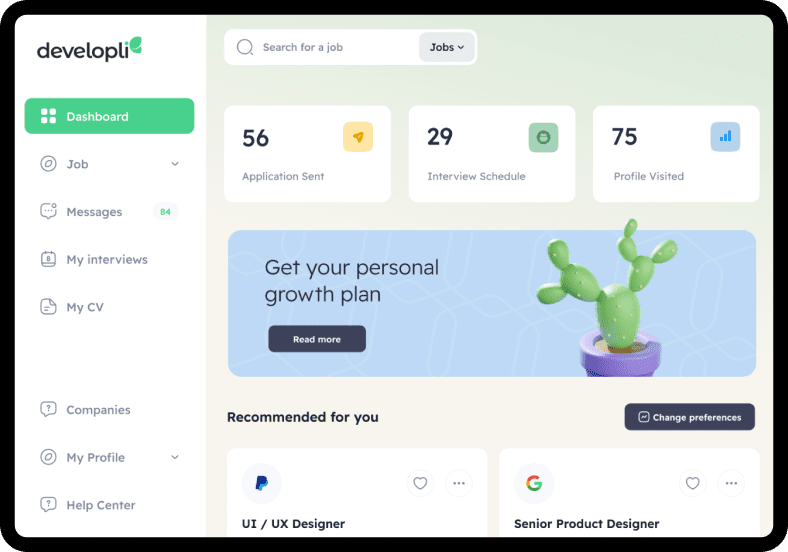 developli
Search for a job
Jobs
Dashboard
Job
Messages
84
My interviews
8
My CV
Companies
My Profile
Help Center
56
Application Sent
29
Interview Schedule
75
Profile Visited
Get your personal
growth plan
Read more
Recommended for you
Change preferences
UI / UX Designer
Senior Product Designer